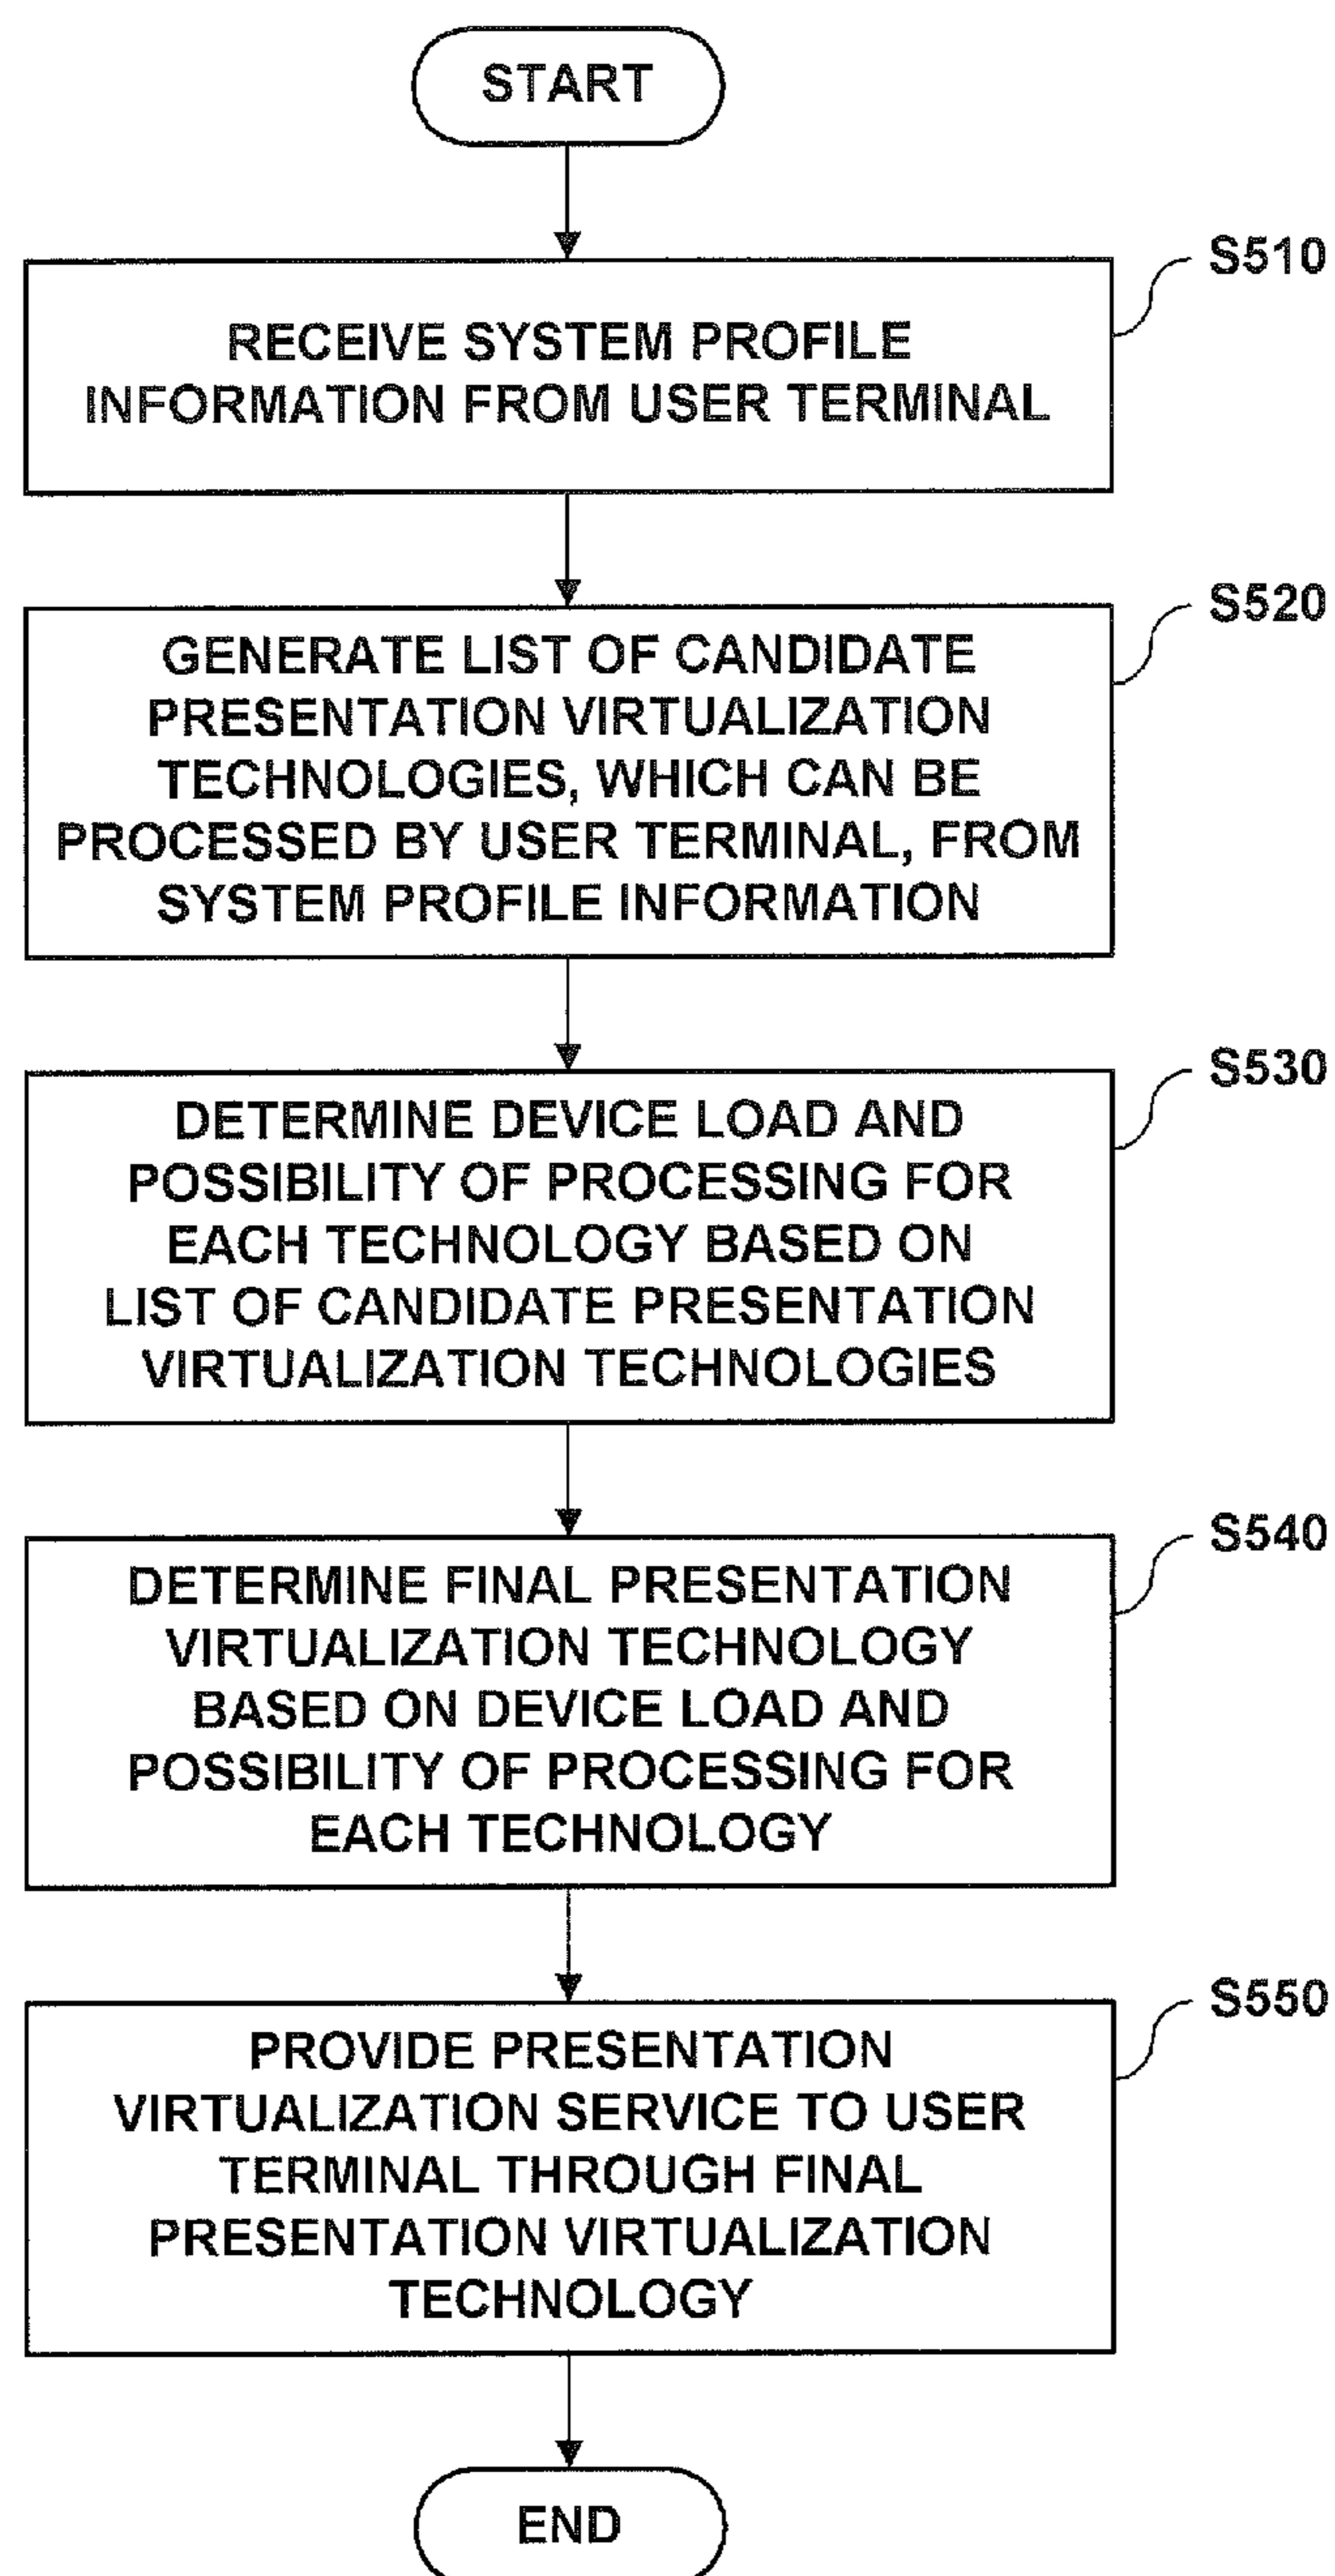 START
S510
RECEIVE SYSTEM PROFILE
INFORMATION FROM USER TERMINAL
S520
GENERATE LIST OF CANDIDATE
PRESENTATION VIRTUALIZATION
TECHNOLOGIES, WHICH CAN BE
PROCESSED BY USER TERMINAL, FROM
SYSTEM PROFILE INFORMATION
S530
DETERMINE DEVICE LOAD AND
POSSIBILITY OF PROCESSING FOR
EACH TECHNOLOGY BASED ON
LIST OF CANDIDATE PRESENTATION
VIRTUALIZATION TECHNOLOGIES
S540
DETERMINE FINAL PRESENTATION
VIRTUALIZATION TECHNOLOGY
BASED ON DEVICE LOAD AND
POSSIBILITY OF PROCESSING FOR
EACH TECHNOLOGY
S550
PROVIDE PRESENTATION
VIRTUALIZATION SERVICE TO USER
TERMINAL THROUGH FINAL
PRESENTATION VIRTUALIZATION
TECHNOLOGY
END